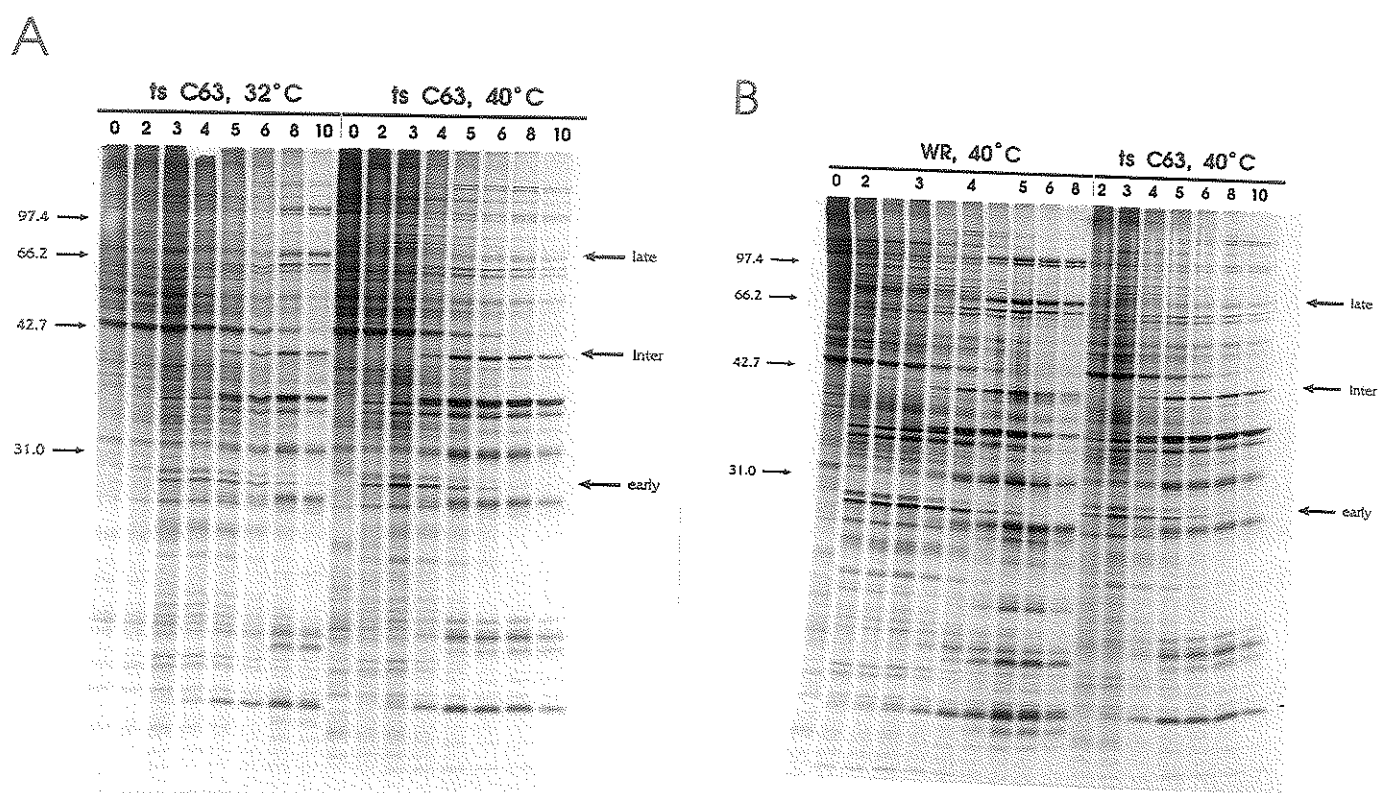 A
ts C63, 32°C ts C63, 40°C
0 2 3 4 5 6 8 10 0 2 3 4 5 6 8 10
97.4
66.2
42.7
31.0
late
Inter
early
B
WR, 40°C ts C63, 40°C
0 2 3 4 5 6 8 2 3 4 5 6 8 10
97.4
66.2
42.7
31.0
late
Inter
early